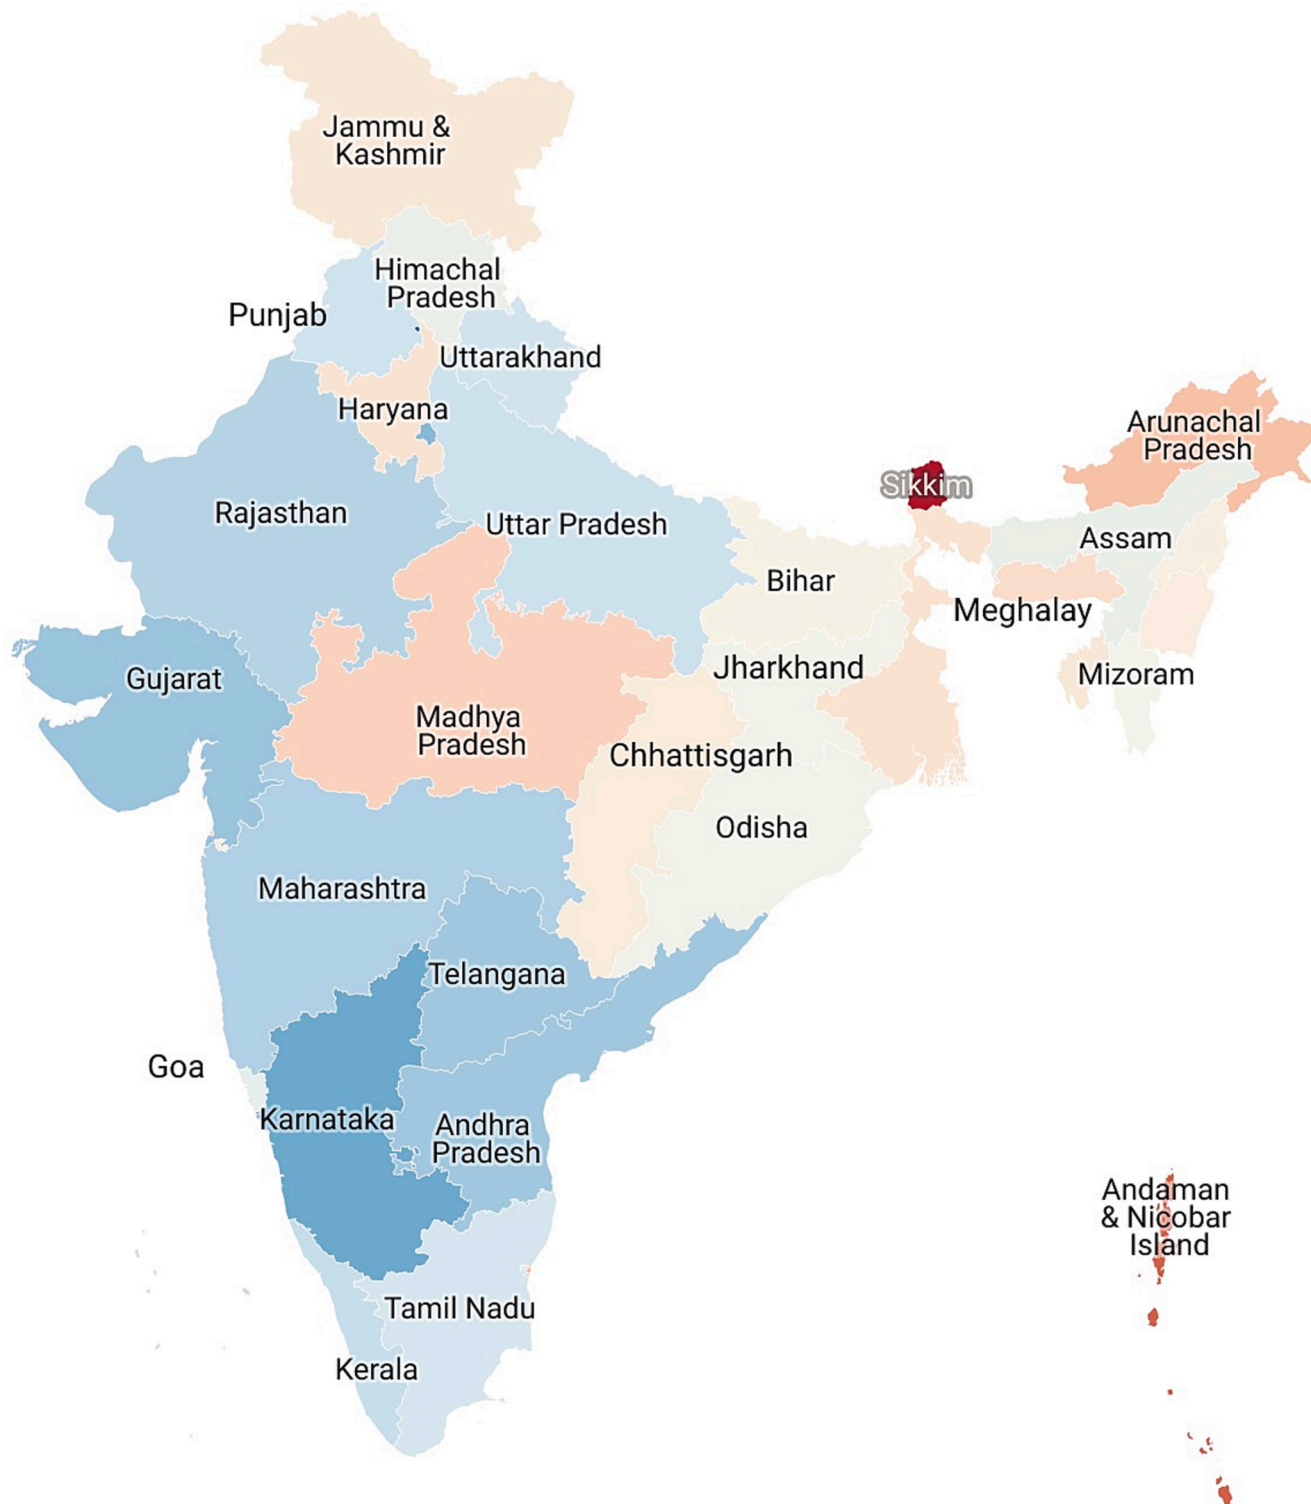 Jammu &
Kashmir
Himachal
Pradesh
Punjab
Uttarakhand
Haryana
Arunachal
Pradesh
Sikkim
Rajasthan
Uttar Pradesh
Assam
Bihar
Meghalay
Jharkhand
Mizoram
Gujarat
Madhya
Pradesh
Chhattisgarh
Odisha
Maharashtra
Telangana
Goa
Karnataka
Andhra
Pradesh
Andaman
& Nicobar
Island
Tamil Nadu
Kerala